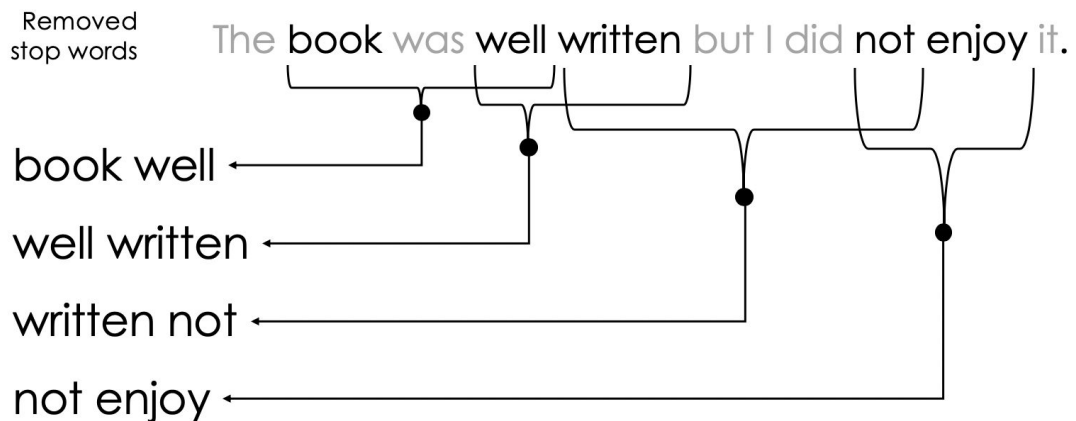 Removed
stop words
The book was well written but I did not enjoy it.
book well
well written
written not
not enjoy